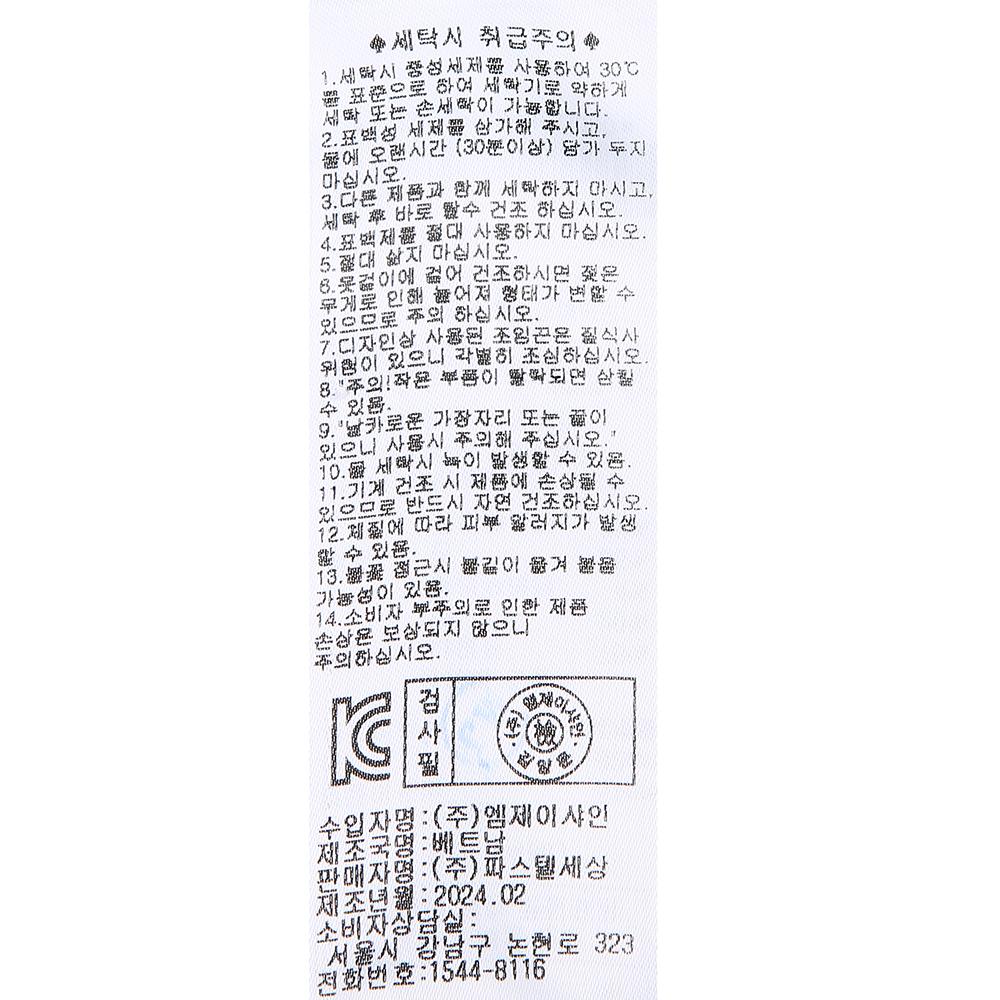 ♠세탁시 취급주의♠
1.세탁시 중성세제를 사용하여 30℃
를 표준으로 하여 세탁기로 약하게
세탁 또는 손세탁이 가능합니다.
2.표백성 세제를 삼가해 주시고,
물에 오랜시간 (30분이상) 담가 두지
마십시오.
3.다른 제품과 함께 세탁하지 마시고,
세탁 후 바로 탈수 건조 하십시오.
4.표백제를 절대 사용하지 마십시오.
5.절대 삶지 마십시오.
6.옷걸이에 걸어 건조하시면 젖은
무게로 인해 늘어져 형태가 변할 수
있으므로 주의 하십시오.
7.디자인상 사용된 조임끈은 질식사
위험이 있으니 각별히 조심하십시오.
8."주의!작은 부품이 탈락되면 삼킬
수 있음.
9."날카로운 가장자리 또는 끝이
있으니 사용시 주의해 주십시오."
10.물 세탁시 녹이 발생할 수 있음.
11.기계 건조 시 제품에 손상될 수
있으므로 반드시 자연 건조하십시오.
12.체질에 따라 피부 알러지가 발생
할 수 있음.
13.불꽃 접근시 불길이 옮겨 붙을
가능성이 있음.
14.소비자 부주의로 인한 제품
손상은 보상되지 않으니
주의하십시오.
KC
검사필
(주)엠제이샤인
檢
수입자명:(주)엠제이샤인
제조국명:베트남
판매자명:(주)파스텔세상
제조년월:2024.02
소비자상담실:
서울시 강남구 논현로 323
전화번호:1544-8116